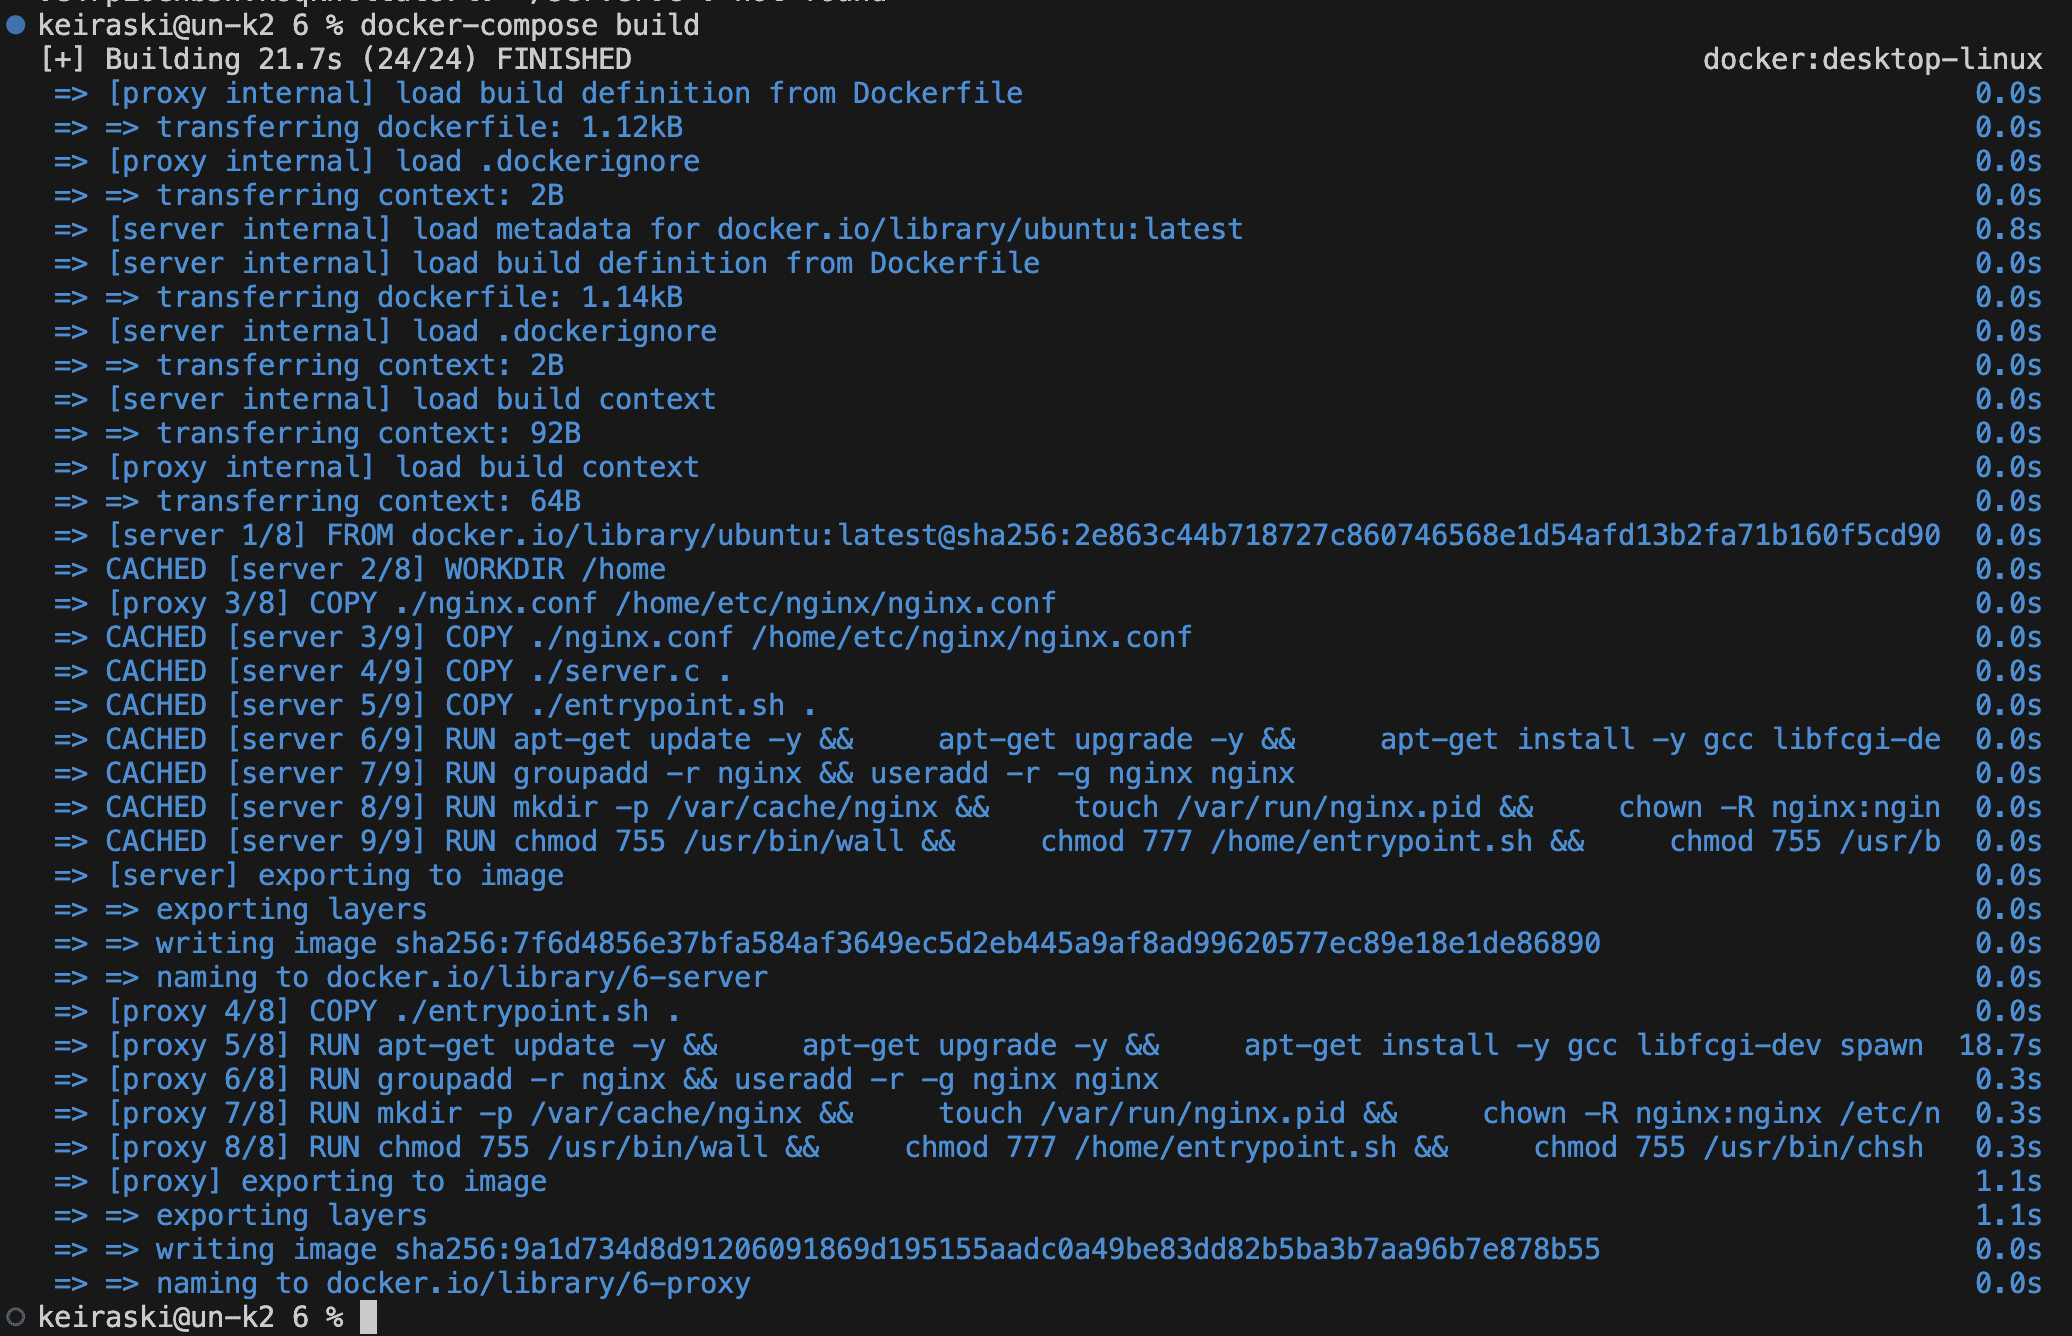 keiraski@un-k2 6 % docker-compose build
[+] Building 21.7s (24/24) FINISHED docker:desktop-linux
=> [proxy internal] load build definition from Dockerfile 0.0s
=> => transferring dockerfile: 1.12kB 0.0s
=> [proxy internal] load .dockerignore 0.0s
=> => transferring context: 2B 0.0s
=> [server internal] load metadata for docker.io/library/ubuntu:latest 0.8s
=> [server internal] load build definition from Dockerfile 0.0s
=> => transferring dockerfile: 1.14kB 0.0s
=> [server internal] load .dockerignore 0.0s
=> => transferring context: 2B 0.0s
=> [server internal] load build context 0.0s
=> => transferring context: 92B 0.0s
=> [proxy internal] load build context 0.0s
=> => transferring context: 64B 0.0s
=> [server 1/8] FROM docker.io/library/ubuntu:latest@sha256:2e863c44b718727c860746568e1d54afd13b2fa71b160f5cd90 0.0s
=> CACHED [server 2/8] WORKDIR /home 0.0s
=> [proxy 3/8] COPY ./nginx.conf /home/etc/nginx/nginx.conf 0.0s
=> CACHED [server 3/9] COPY ./nginx.conf /home/etc/nginx/nginx.conf 0.0s
=> CACHED [server 4/9] COPY ./server.c . 0.0s
=> CACHED [server 5/9] COPY ./entrypoint.sh . 0.0s
=> CACHED [server 6/9] RUN apt-get update -y &&     apt-get upgrade -y &&     apt-get install -y gcc libfcgi-de 0.0s
=> CACHED [server 7/9] RUN groupadd -r nginx && useradd -r -g nginx nginx 0.0s
=> CACHED [server 8/9] RUN mkdir -p /var/cache/nginx &&     touch /var/run/nginx.pid &&     chown -R nginx:ngin 0.0s
=> CACHED [server 9/9] RUN chmod 755 /usr/bin/wall &&     chmod 777 /home/entrypoint.sh &&     chmod 755 /usr/b 0.0s
=> [server] exporting to image 0.0s
=> => exporting layers 0.0s
=> => writing image sha256:7f6d4856e37bfa584af3649ec5d2eb445a9af8ad99620577ec89e18e1de86890 0.0s
=> => naming to docker.io/library/6-server 0.0s
=> [proxy 4/8] COPY ./entrypoint.sh . 0.0s
=> [proxy 5/8] RUN apt-get update -y &&     apt-get upgrade -y &&     apt-get install -y gcc libfcgi-dev spawn 18.7s
=> [proxy 6/8] RUN groupadd -r nginx && useradd -r -g nginx nginx 0.3s
=> [proxy 7/8] RUN mkdir -p /var/cache/nginx &&     touch /var/run/nginx.pid &&     chown -R nginx:nginx /etc/n 0.3s
=> [proxy 8/8] RUN chmod 755 /usr/bin/wall &&     chmod 777 /home/entrypoint.sh &&     chmod 755 /usr/bin/chsh 0.3s
=> [proxy] exporting to image 1.1s
=> => exporting layers 1.1s
=> => writing image sha256:9a1d734d8d91206091869d195155aadc0a49be83dd82b5ba3b7aa96b7e878b55 0.0s
=> => naming to docker.io/library/6-proxy 0.0s
keiraski@un-k2 6 %